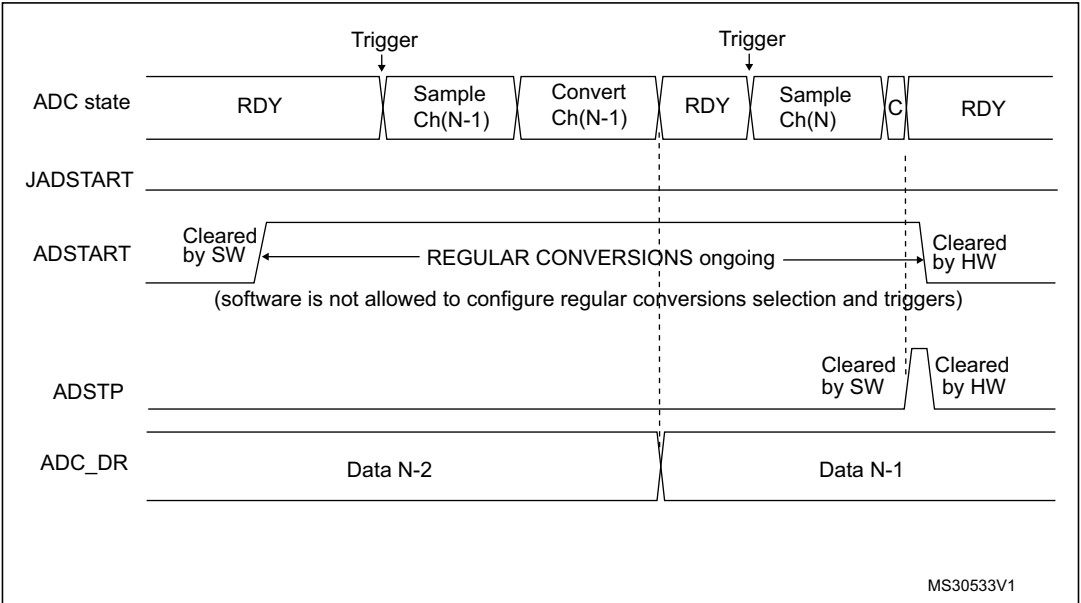 Trigger
Trigger
ADC state
RDY
Sample
Ch(N-1)
Convert
Ch(N-1)
RDY
Sample
Ch(N)
C
RDY
JADSTART
ADSTART
Cleared
by SW
REGULAR CONVERSIONS ongoing
Cleared
by HW
(software is not allowed to configure regular conversions selection and triggers)
ADSTP
Cleared
by SW
Cleared
by HW
ADC_DR
Data N-2
Data N-1
MS30533V1